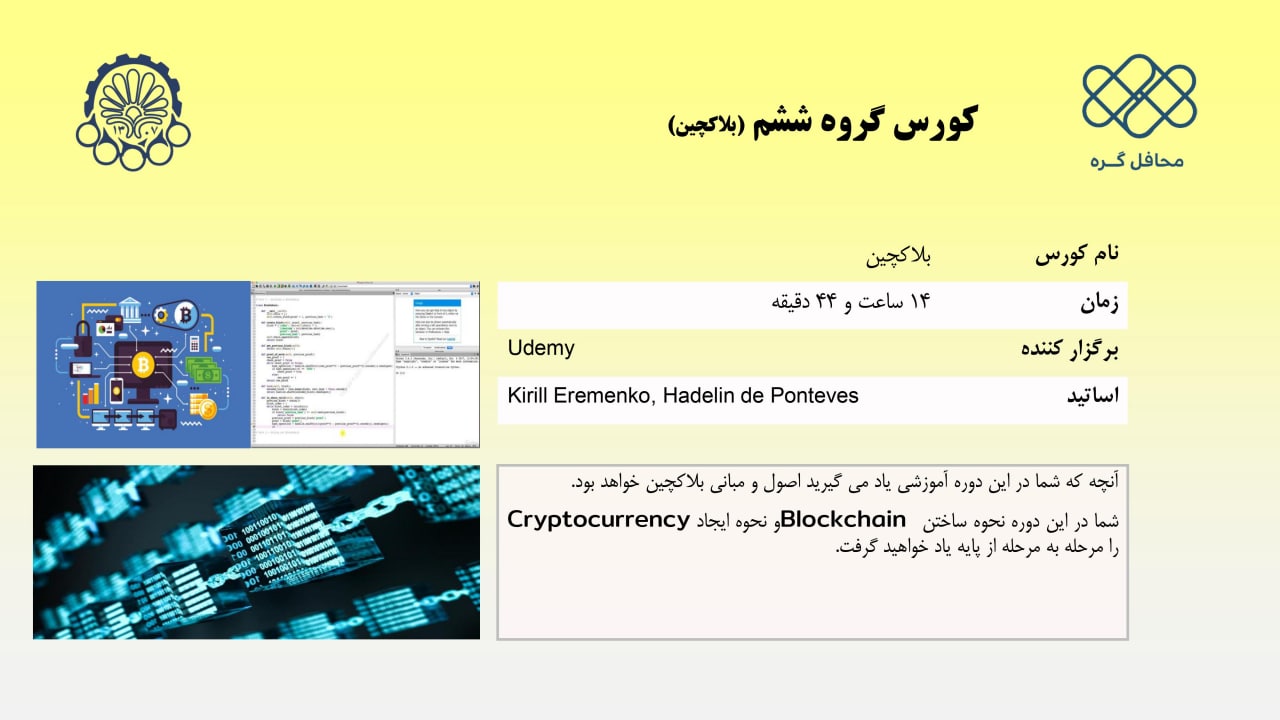 کورس گروه ششم (بلاکچین)
محافل گره
۱۳۰۷
نام کورس بلاکچین
زمان ۱۴ ساعت و ۴۴ دقیقه
برگزار کننده Udemy
اساتید Kirill Eremenko, Hadelin de Ponteves
آنچه که شما در این دوره آموزشی یاد می گیرید اصول و مبانی بلاکچین خواهد بود.
شما در این دوره نحوه ساختن Blockchainو نحوه ایجاد Cryptocurrency
را مرحله به مرحله از پایه یاد خواهید گرفت.